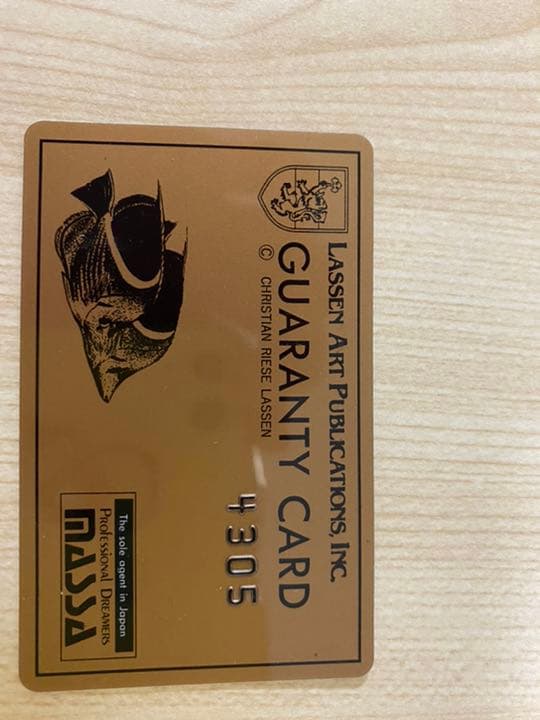 LASSEN ART PUBLICATIONS, INC.
GUARANTY CARD
© CHRISTIAN RIESE LASSEN
4305
The sole agent in Japan
PROFESSIONAL DREAMERS
MASSA